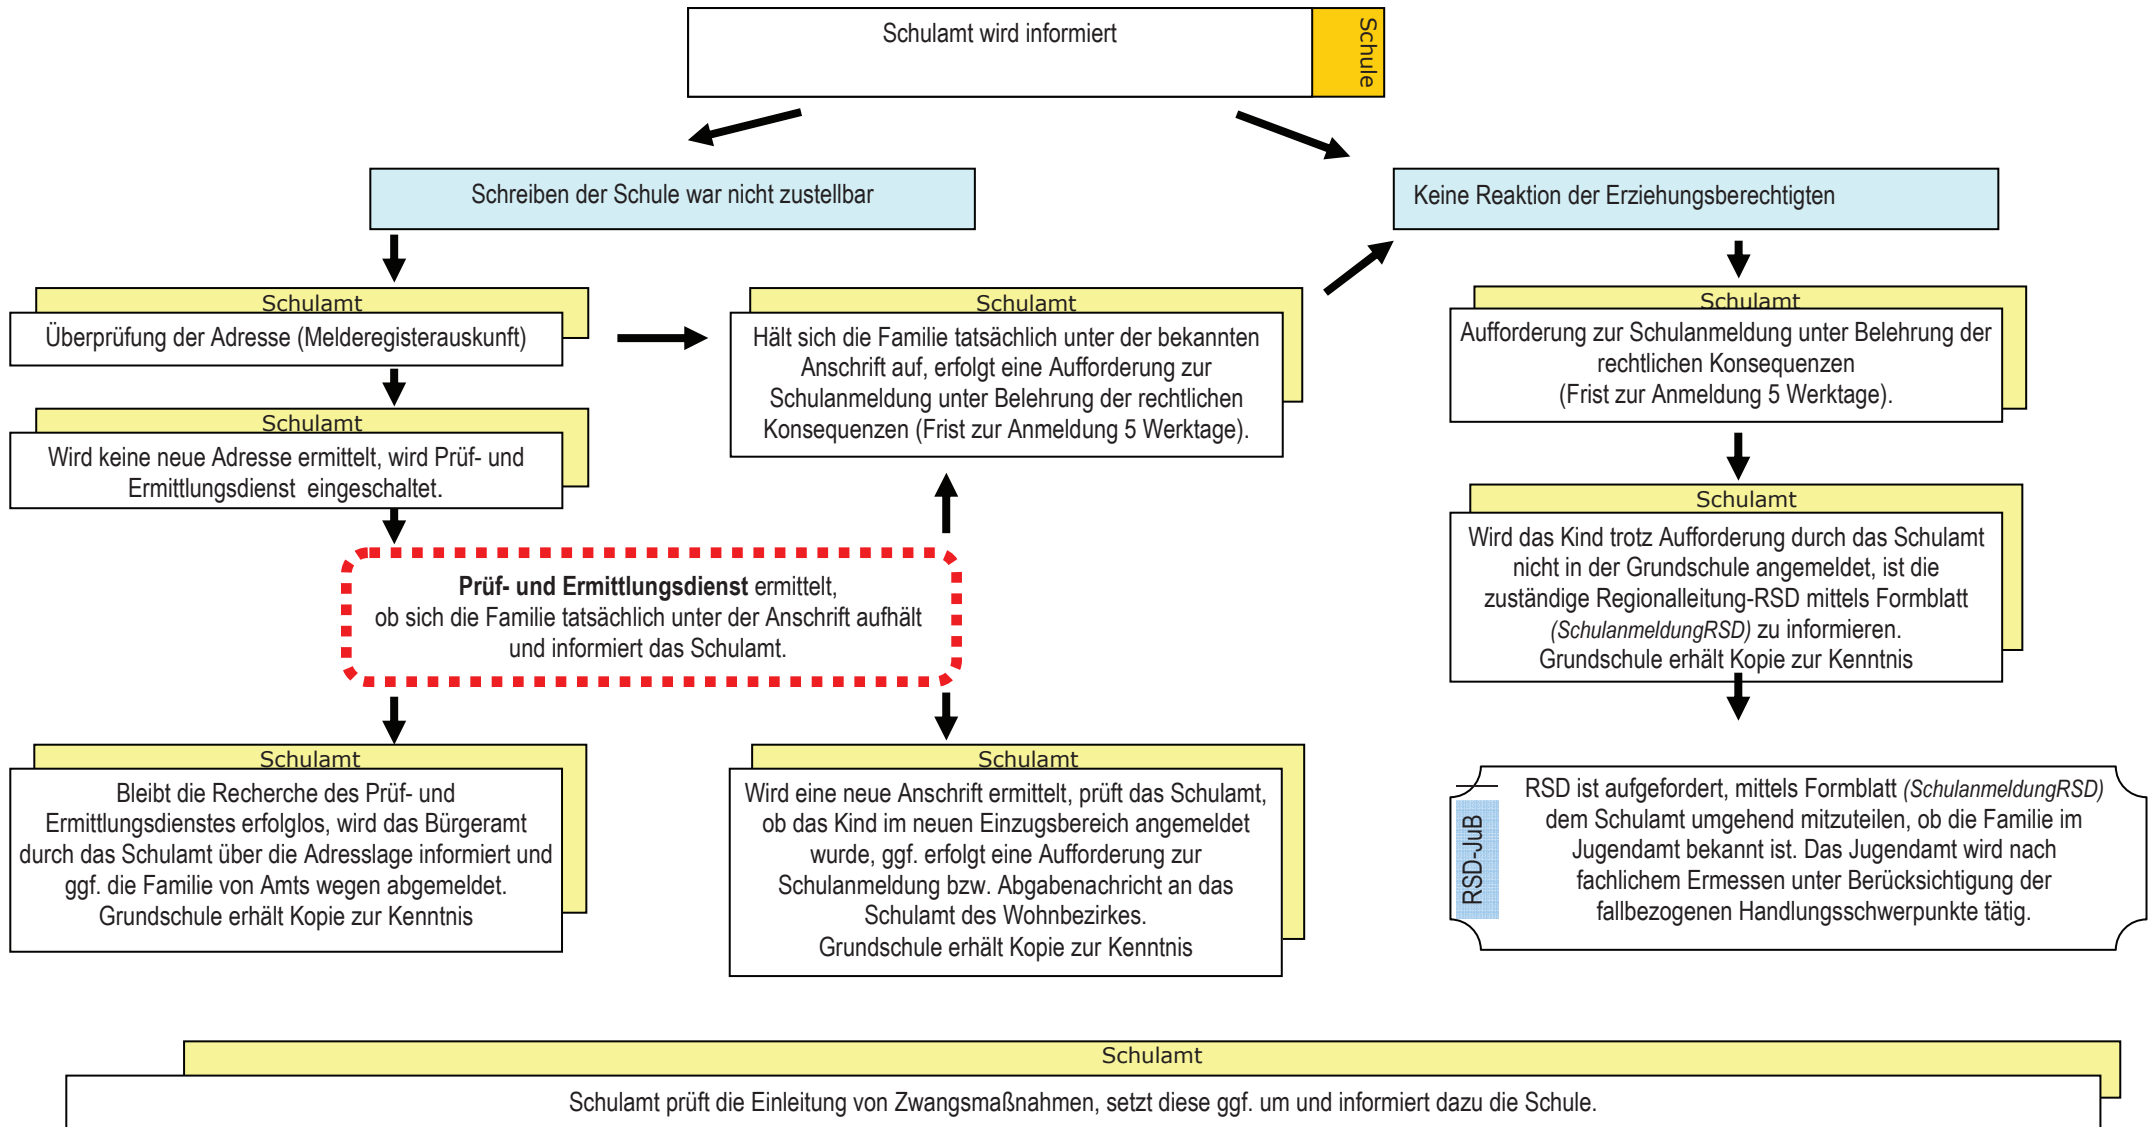 Schulamt wird informiert
Schule
Schreiben der Schule war nicht zustellbar
Keine Reaktion der Erziehungsberechtigten
Schulamt
Überprüfung der Adresse (Melderegisterauskunft)
Schulamt
Hält sich die Familie tatsächlich unter der bekannten
Anschrift auf, erfolgt eine Aufforderung zur
Schulanmeldung unter Belehrung der rechtlichen
Konsequenzen (Frist zur Anmeldung 5 Werktage).
Schulamt
Aufforderung zur Schulanmeldung unter Belehrung der
rechtlichen Konsequenzen
(Frist zur Anmeldung 5 Werktage).
Schulamt
Wird keine neue Adresse ermittelt, wird Prüf- und
Ermittlungsdienst eingeschaltet.
Schulamt
Wird das Kind trotz Aufforderung durch das Schulamt
nicht in der Grundschule angemeldet, ist die
zuständige Regionalleitung-RSD mittels Formblatt
(SchulanmeldungRSD) zu informieren.
Grundschule erhält Kopie zur Kenntnis
Prüf- und Ermittlungsdienst ermittelt,
ob sich die Familie tatsächlich unter der Anschrift aufhält
und informiert das Schulamt.
Schulamt
Bleibt die Recherche des Prüf- und
Ermittlungsdienstes erfolglos, wird das Bürgeramt
durch das Schulamt über die Adresslage informiert und
ggf. die Familie von Amts wegen abgemeldet.
Grundschule erhält Kopie zur Kenntnis
Schulamt
Wird eine neue Anschrift ermittelt, prüft das Schulamt,
ob das Kind im neuen Einzugsbereich angemeldet
wurde, ggf. erfolgt eine Aufforderung zur
Schulanmeldung bzw. Abgabenachricht an das
Schulamt des Wohnbezirkes.
Grundschule erhält Kopie zur Kenntnis
RSD-JuB
RSD ist aufgefordert, mittels Formblatt (SchulanmeldungRSD)
dem Schulamt umgehend mitzuteilen, ob die Familie im
Jugendamt bekannt ist. Das Jugendamt wird nach
fachlichem Ermessen unter Berücksichtigung der
fallbezogenen Handlungsschwerpunkte tätig.
Schulamt
Schulamt prüft die Einleitung von Zwangsmaßnahmen, setzt diese ggf. um und informiert dazu die Schule.